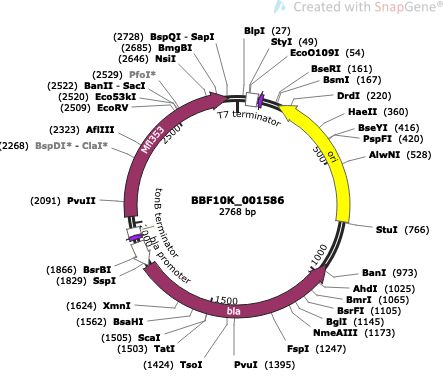 Created with SnapGene®
(2728) BspQI - SapI
(2685) BmgBI
(2646) NsiI
(2529) PfoI*
(2522) BanII - SacI
(2520) Eco53kI
(2509) EcoRV
(2323) AflIII
(2268) BspDI* - ClaI*
(2091) PvuII
(1866) BsrBI
(1829) SspI
(1624) XmnI
(1562) BsaHI
(1505) ScaI
(1503) TatI
(1424) TsoI
PvuI (1395)
FspI (1247)
NmeAIII (1173)
BglI (1145)
BsrFI (1105)
BmrI (1065)
AhdI (1025)
BanI (973)
StuI (766)
AlwNI (528)
PspFI (420)
BseYI (416)
HaeII (360)
DrdI (220)
BsmI (167)
BseRI (161)
EcoO109I (54)
StyI (49)
BlpI (27)
T7 terminator
ori
500
1000
1500
2500
Mfl353
tonB terminator
bla promoter
bla
BBF10K_001586
2768 bp